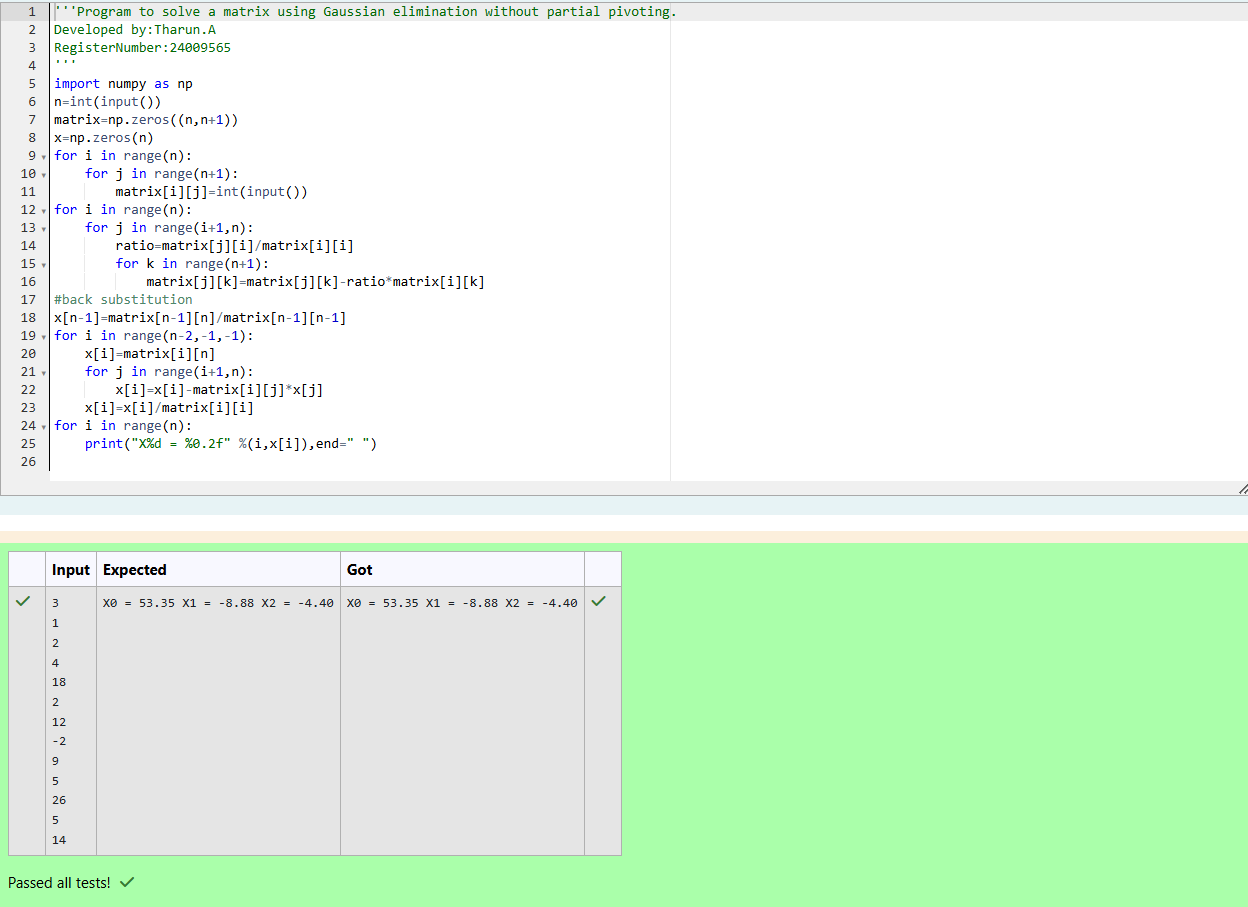 1 '''Program to solve a matrix using Gaussian elimination without partial pivoting.
2 Developed by:Tharun.A
3 RegisterNumber:24009565
4 '''
5 import numpy as np
6 n=int(input())
7 matrix=np.zeros((n,n+1))
8 x=np.zeros(n)
9 for i in range(n):
10     for j in range(n+1):
11         matrix[i][j]=int(input())
12 for i in range(n):
13     for j in range(i+1,n):
14         ratio=matrix[j][i]/matrix[i][i]
15         for k in range(n+1):
16             matrix[j][k]=matrix[j][k]-ratio*matrix[i][k]
17 #back substitution
18 x[n-1]=matrix[n-1][n]/matrix[n-1][n-1]
19 for i in range(n-2,-1,-1):
20     x[i]=matrix[i][n]
21     for j in range(i+1,n):
22         x[i]=x[i]-matrix[i][j]*x[j]
23     x[i]=x[i]/matrix[i][i]
24 for i in range(n):
25     print("X%d = %0.2f" %(i,x[i]),end=" ")
26
Input Expected Got
3 X0 = 53.35 X1 = -8.88 X2 = -4.40 X0 = 53.35 X1 = -8.88 X2 = -4.40
1
2
4
18
2
12
-2
9
5
26
5
14
Passed all tests!